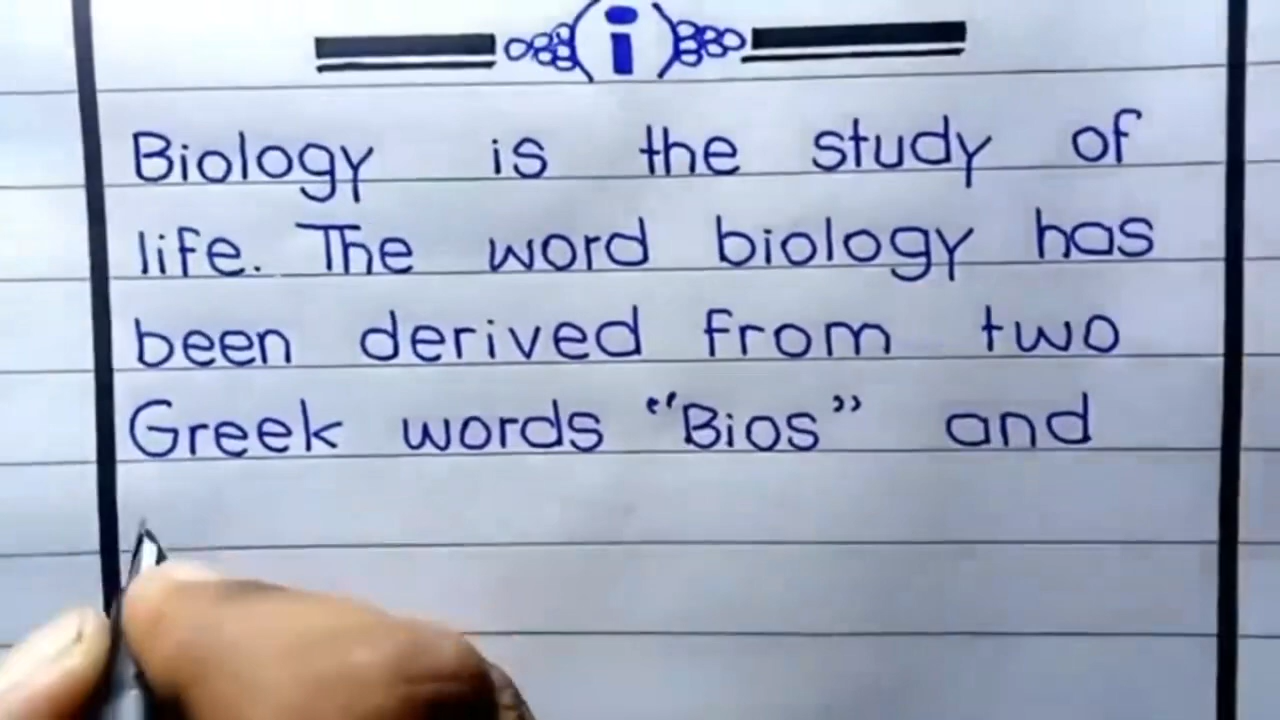 i
Biology is the study of
life. The word biology has
been derived from two
Greek words "Bios" and